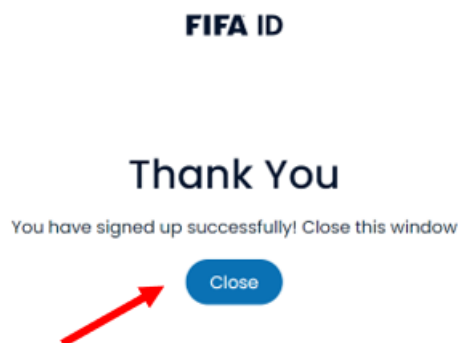 FIFA ID
Thank You
You have signed up successfully! Close this window
Close